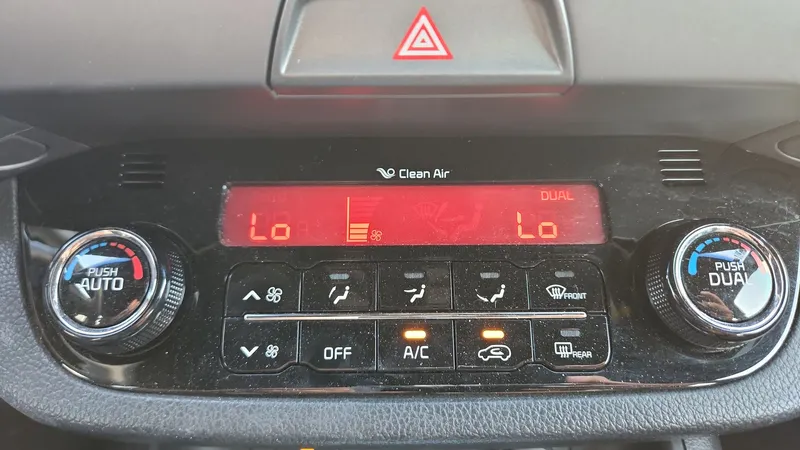 Clean Air
DUAL
Lo
Lo
PUSH
AUTO
PUSH
DUAL
FRONT
OFF
A/C
REAR